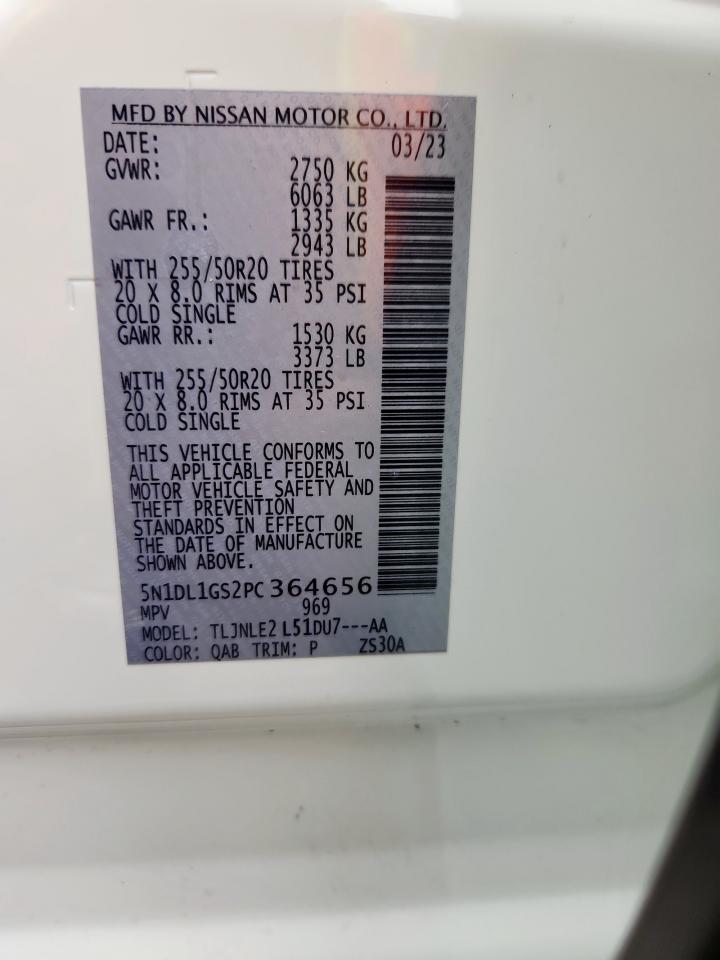 MFD BY NISSAN MOTOR CO., LTD.
DATE: 03/23
GVWR: 2750 KG
6063 LB
GAWR FR.: 1335 KG
2943 LB
WITH 255/50R20 TIRES
20 X 8.0 RIMS AT 35 PSI
COLD SINGLE
GAWR RR.: 1530 KG
3373 LB
WITH 255/50R20 TIRES
20 X 8.0 RIMS AT 35 PSI
COLD SINGLE
THIS VEHICLE CONFORMS TO
ALL APPLICABLE FEDERAL
MOTOR VEHICLE SAFETY AND
THEFT PREVENTION
STANDARDS IN EFFECT ON
THE DATE OF MANUFACTURE
SHOWN ABOVE.
5N1DL1GS2PC364656
MPV 969
MODEL: TLJNLE2 L51DU7---AA
COLOR: QAB TRIM: P ZS30A